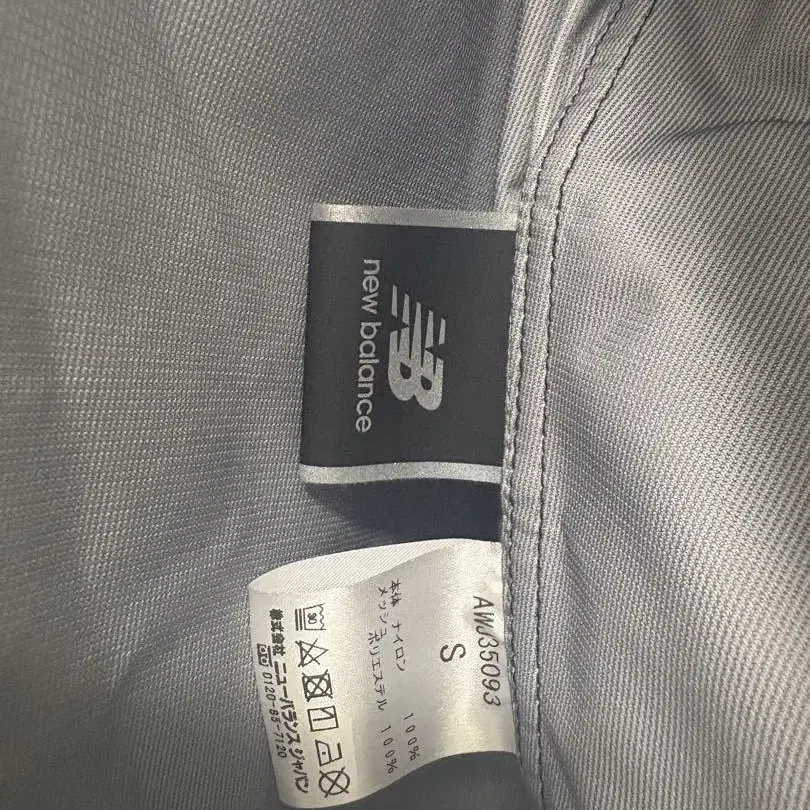 NB
new balance
AWJ35093
S
本体 ナイロン 100%
メッシュ ポリエステル 100%
30
株式会社 ニューバランス ジャパン
0120-85-7120